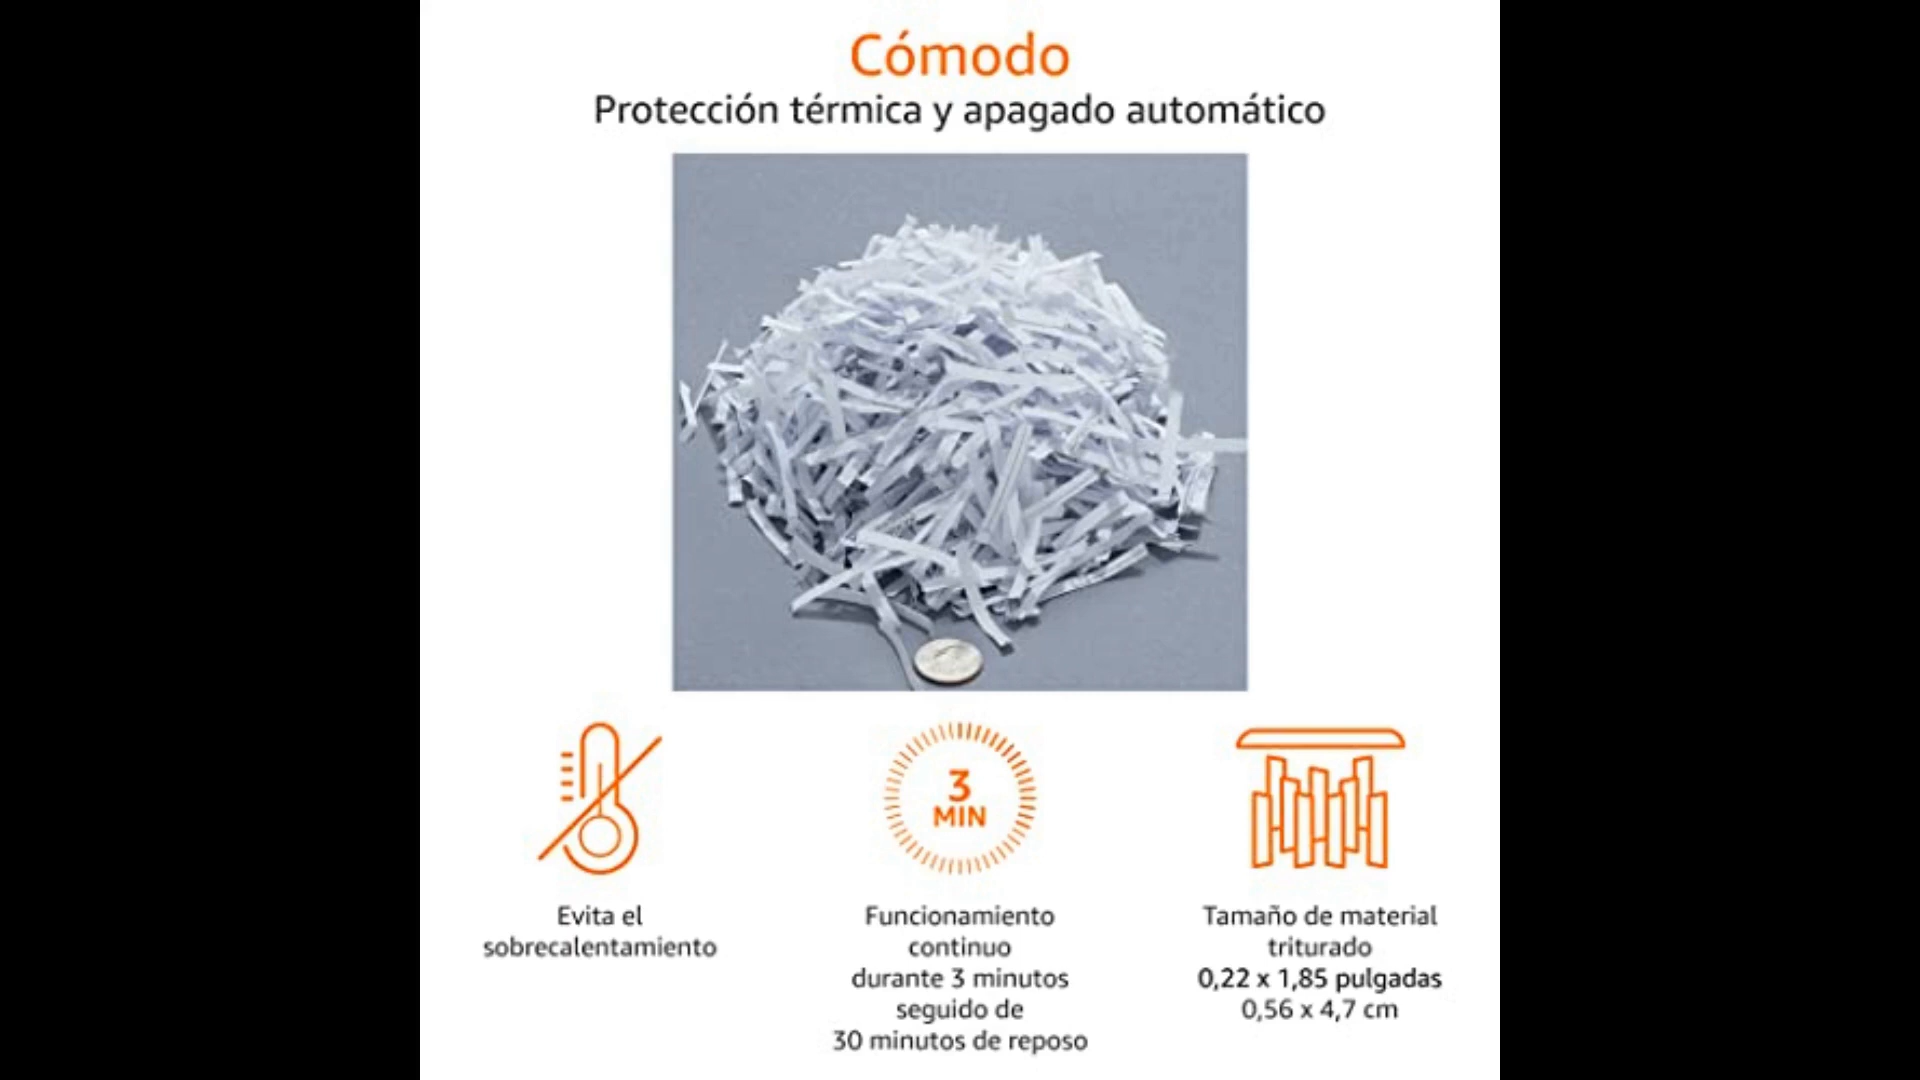 Cómodo
Protección térmica y apagado automático
3
MIN
Evita el
sobrecalentamiento
Funcionamiento
continuo
durante 3 minutos
seguido de
30 minutos de reposo
Tamaño de material
triturado
0,22 x 1,85 pulgadas
0,56 x 4,7 cm